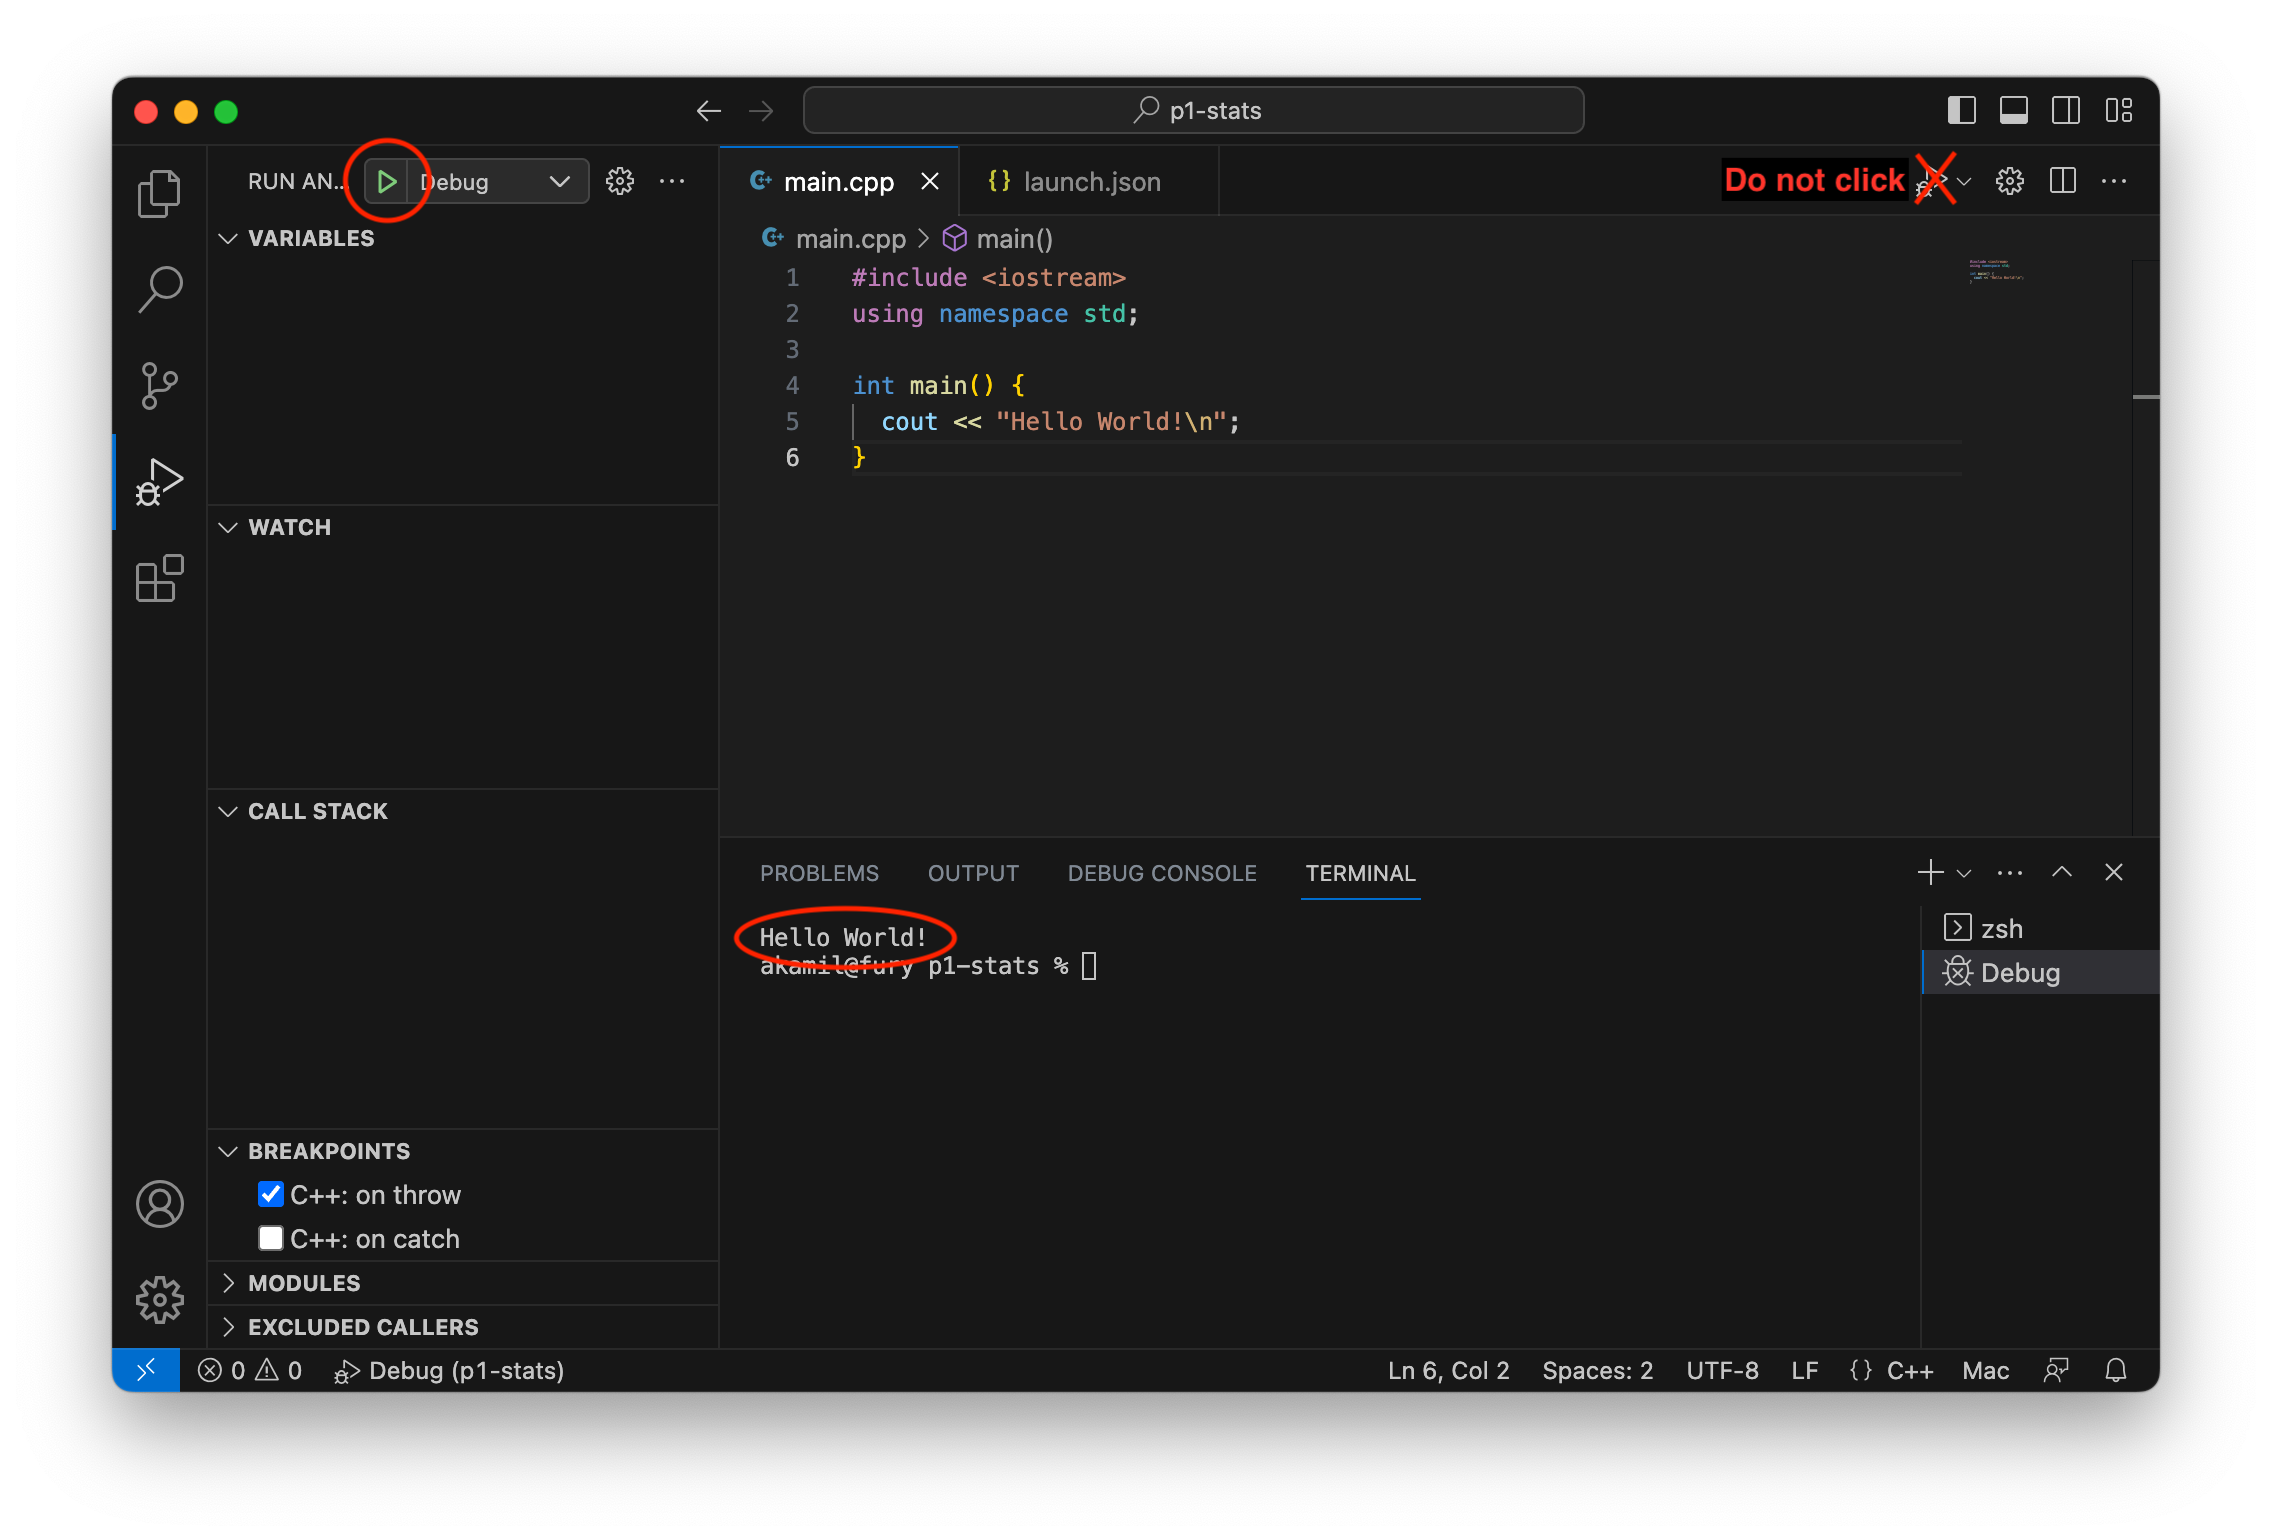 p1-stats
RUN AN...
Debug
main.cpp
launch.json
Do not click
VARIABLES
WATCH
CALL STACK
BREAKPOINTS
C++: on throw
C++: on catch
MODULES
EXCLUDED CALLERS
main.cpp > main()
1 #include <iostream>
2 using namespace std;
3
4 int main() {
5 cout << "Hello World!\n";
6 }
PROBLEMS OUTPUT DEBUG CONSOLE TERMINAL
Hello World!
akamil@fury p1-stats %
zsh
Debug
0 0 Debug (p1-stats) Ln 6, Col 2 Spaces: 2 UTF-8 LF {} C++ Mac